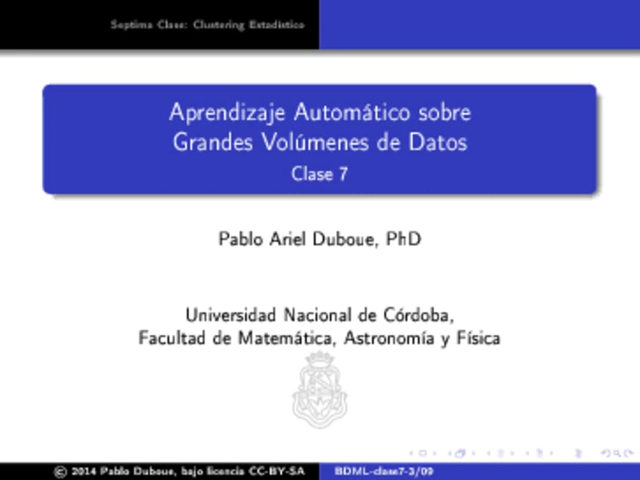 Septima Clase: Clustering Estadístico
Aprendizaje Automático sobre
Grandes Volúmenes de Datos
Clase 7
Pablo Ariel Duboue, PhD
Universidad Nacional de Córdoba,
Facultad de Matemática, Astronomía y Física
© 2014 Pablo Duboue, bajo licencia CC-BY-SA
BDML-clase7-3/09